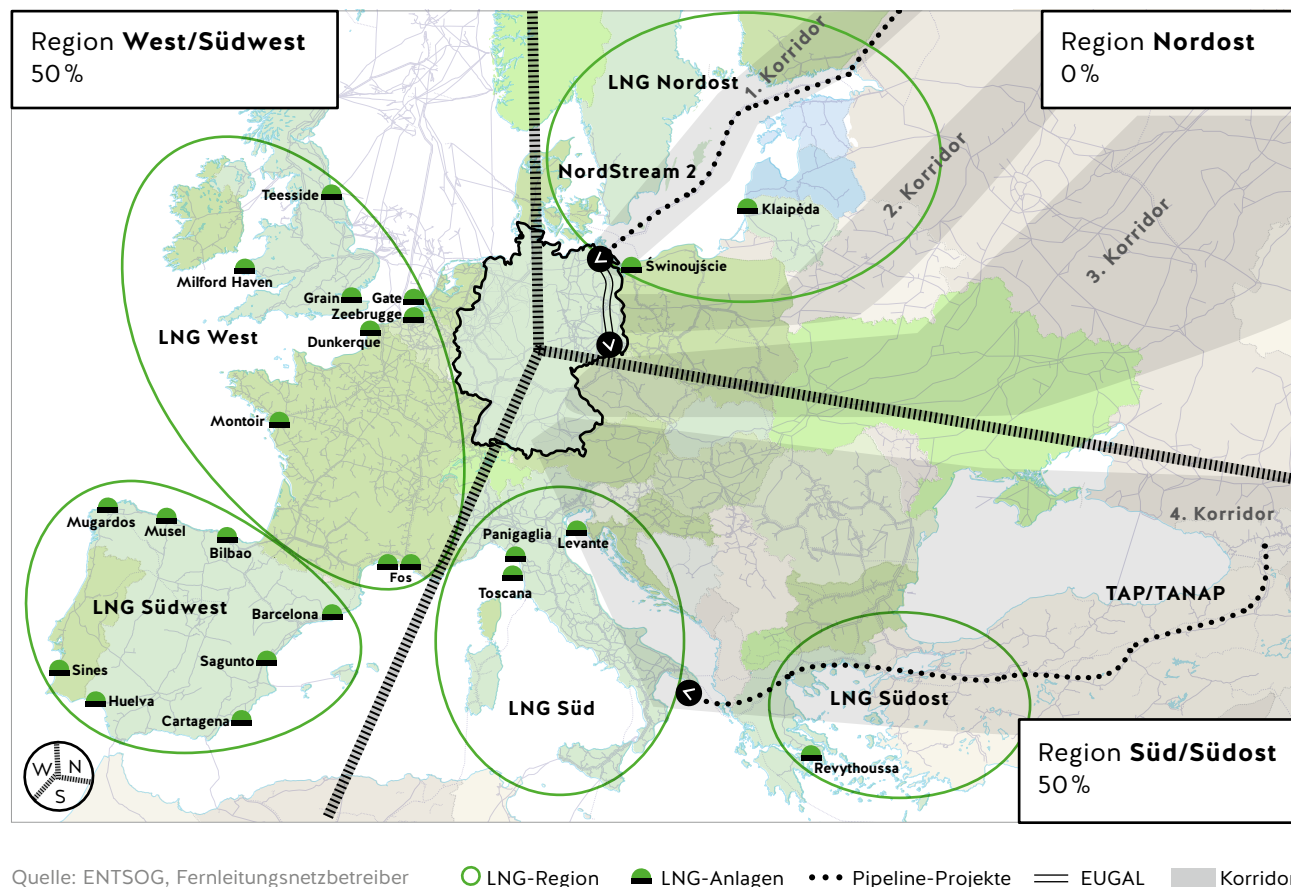 Region West/Südwest
50 %
Region Nordost
0 %
LNG Nordost
1. Korridor
NordStream 2
2. Korridor
3. Korridor
Teesside
Klaipėda
Świnoujście
Milford Haven
Grain
Gate
Zeebrugge
LNG West
Dunkerque
Montoir
4. Korridor
Mugardos
Musel
Bilbao
Panigaglia
Levante
Fos
Toscana
TAP/TANAP
LNG Südwest
Barcelona
Sagunto
Sines
Huelva
Cartagena
LNG Süd
LNG Südost
Revythoussa
Region Süd/Südost
50 %
W N
S
Quelle: ENTSOG, Fernleitungsnetzbetreiber
LNG-Region
LNG-Anlagen
Pipeline-Projekte
EUGAL
Korridor